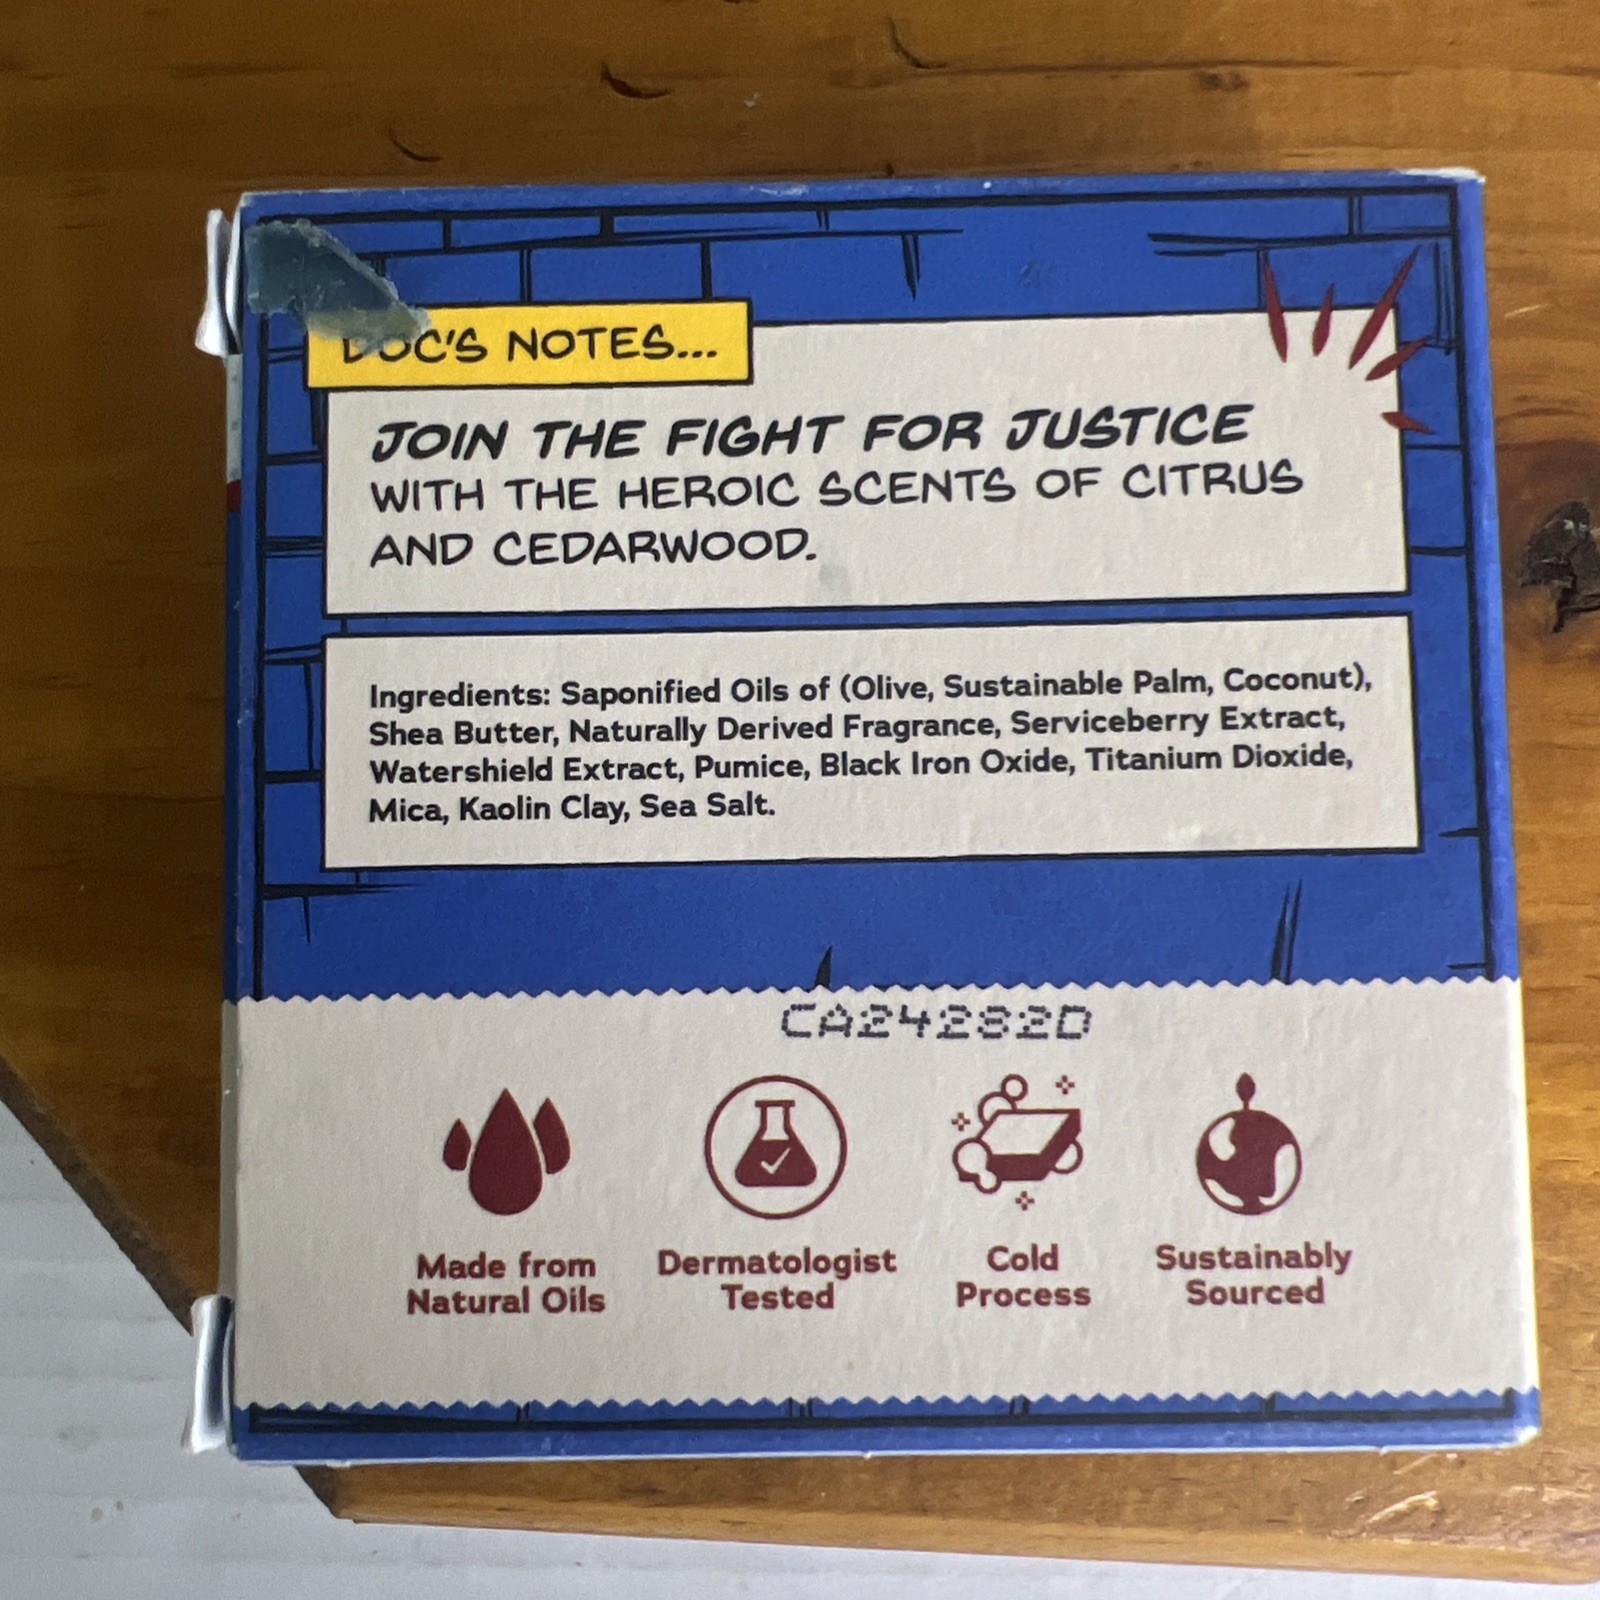 DOC'S NOTES...
JOIN THE FIGHT FOR JUSTICE
WITH THE HEROIC SCENTS OF CITRUS
AND CEDARWOOD.
Ingredients: Saponified Oils of (Olive, Sustainable Palm, Coconut),
Shea Butter, Naturally Derived Fragrance, Serviceberry Extract,
Watershield Extract, Pumice, Black Iron Oxide, Titanium Dioxide,
Mica, Kaolin Clay, Sea Salt.
CA24282D
Made from
Natural Oils
Dermatologist
Tested
Cold
Process
Sustainably
Sourced